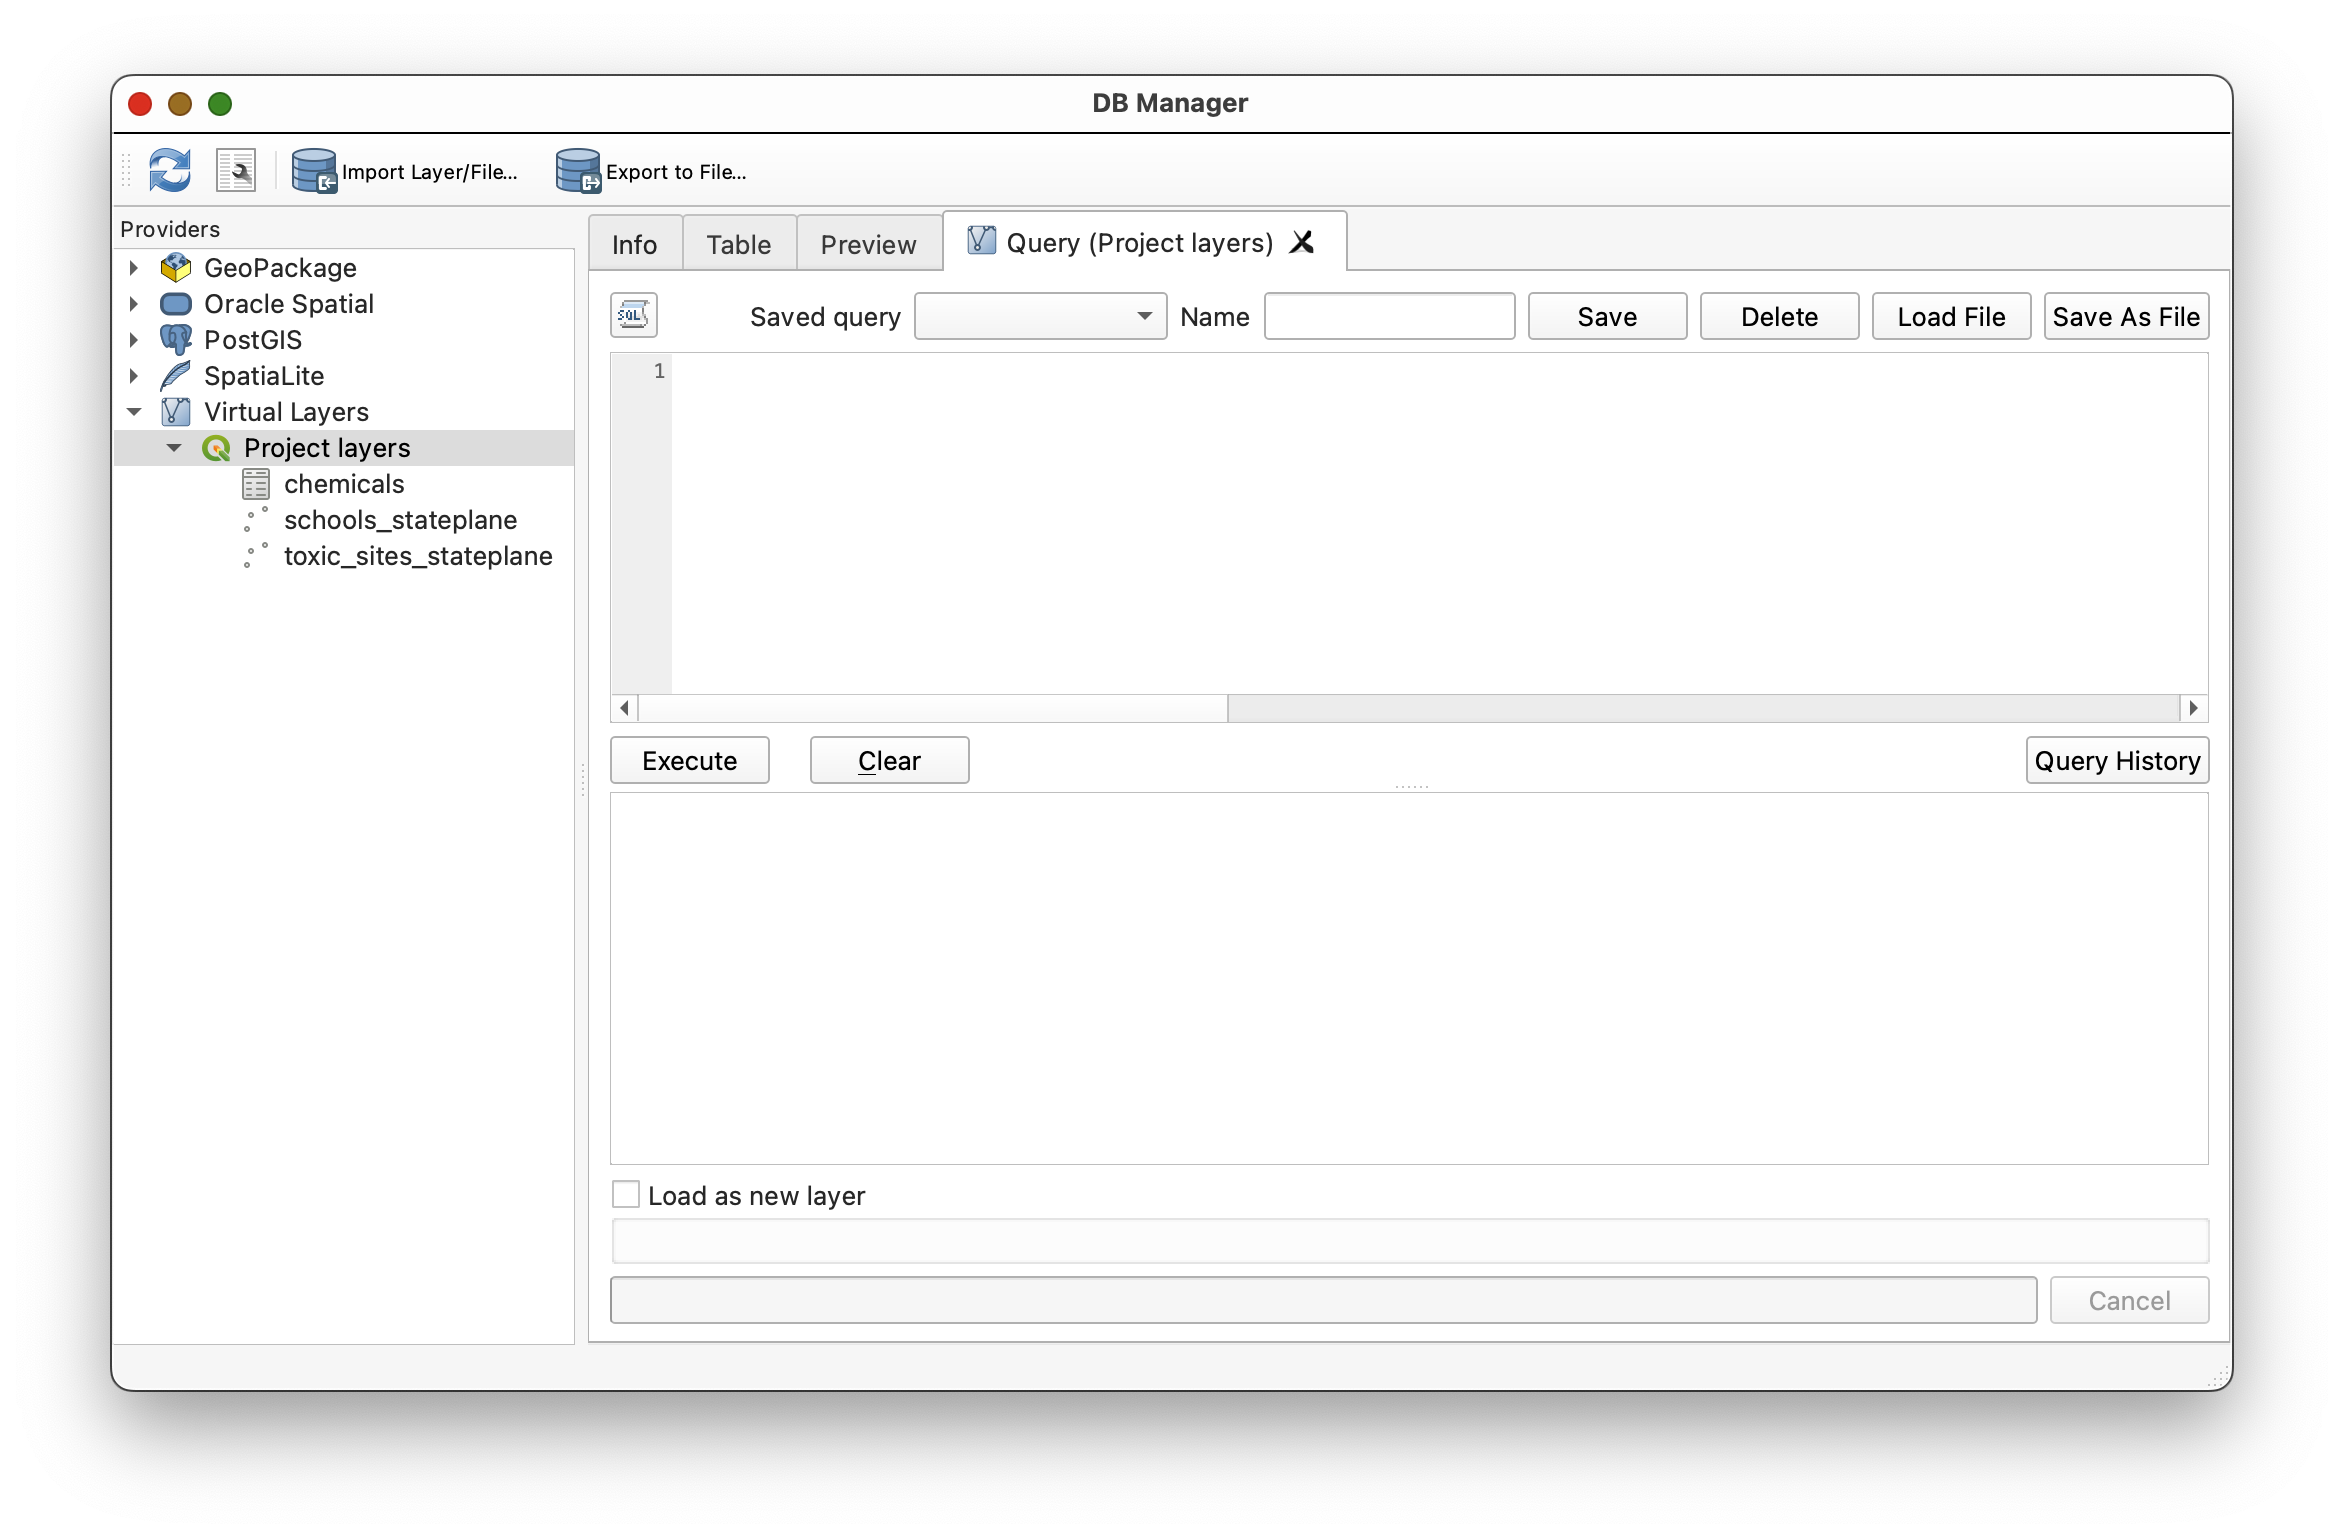 DB Manager
Import Layer/File...
Export to File...
Providers
GeoPackage
Oracle Spatial
PostGIS
SpatiaLite
Virtual Layers
Project layers
chemicals
schools_stateplane
toxic_sites_stateplane
Info
Table
Preview
Query (Project layers)
SQL
Saved query
Name
Save
Delete
Load File
Save As File
1
Execute
Clear
Query History
Load as new layer
Cancel